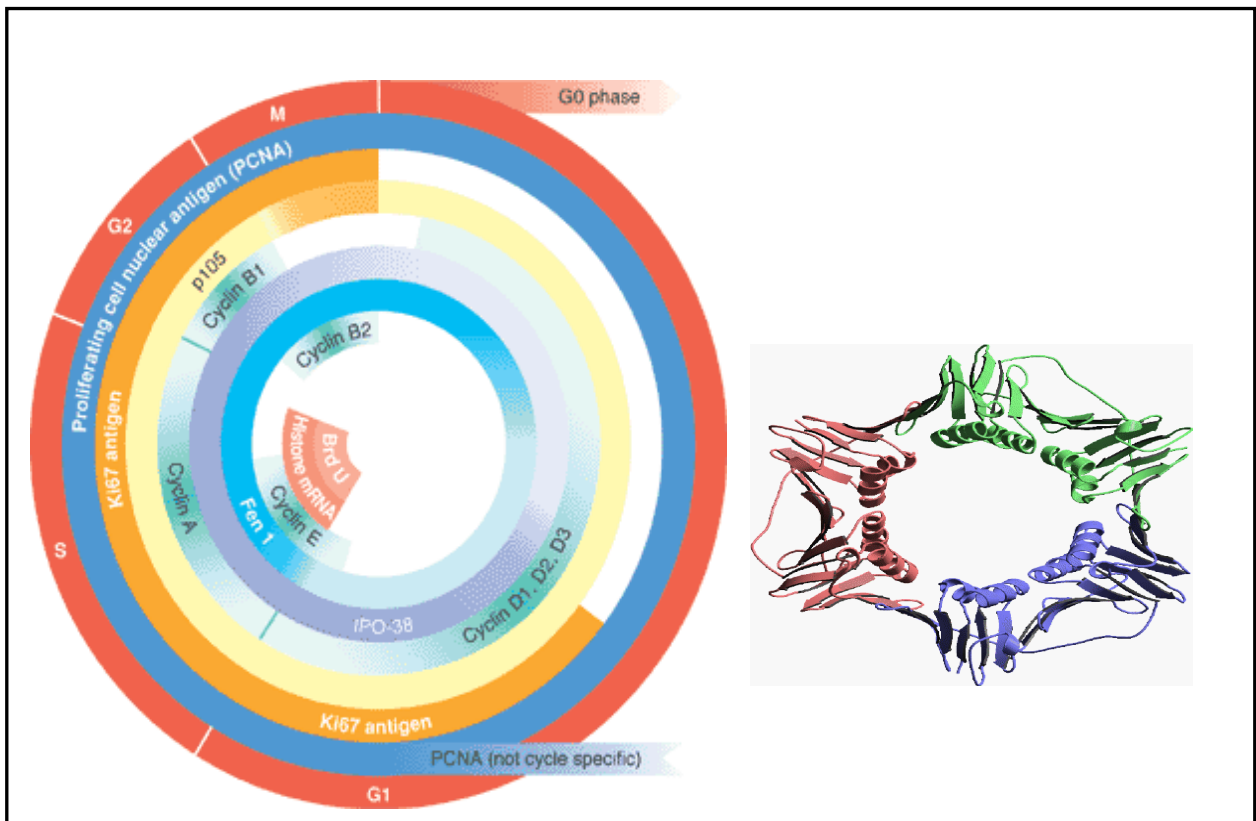 G0 phase
M
G2
S
G1
Proliferating cell nuclear antigen (PCNA)
Ki67 antigen
Ki67 antigen
p105
Cyclin B1
Cyclin B2
Cyclin A
Brd U
Histone mRNA
Cyclin E
Fen 1
IPO-38
Cyclin D1, D2, D3
PCNA (not cycle specific)